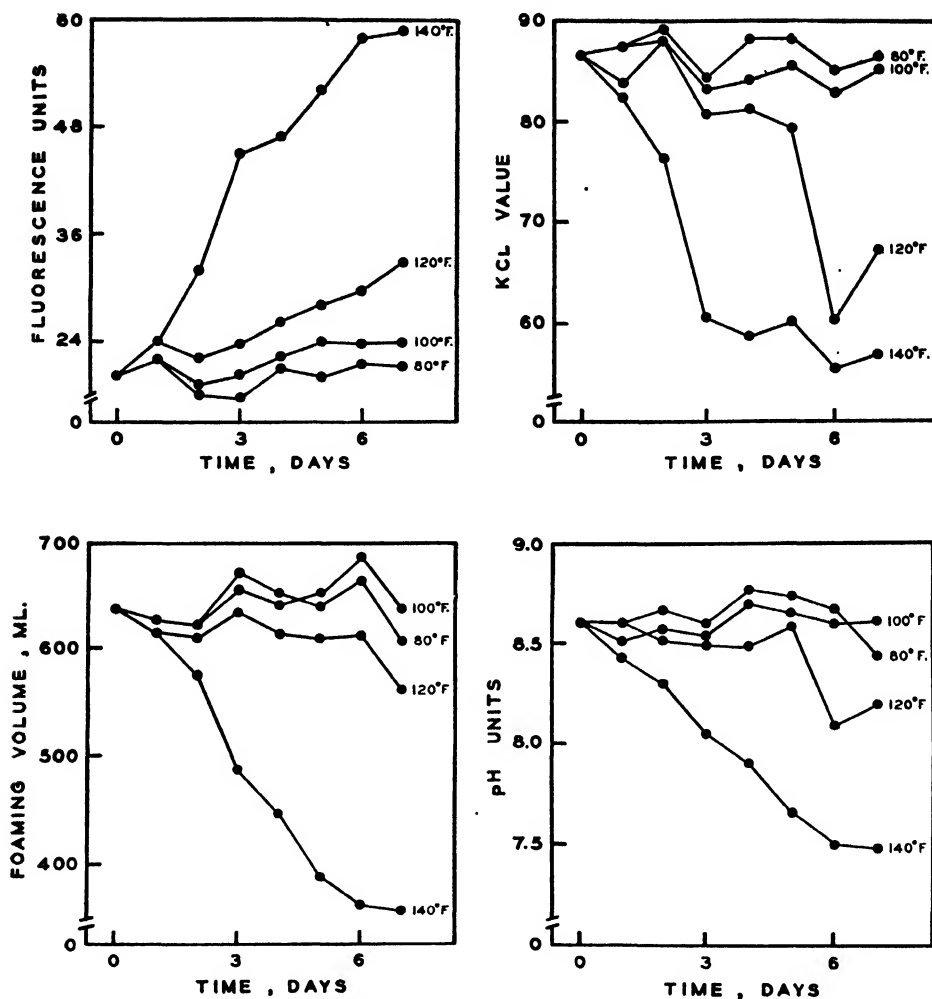 FLUORESCENCE UNITS
60
48
36
24
0
140°F.
120°F.
100°F.
80°F
0 3 6
TIME , DAYS
KCL VALUE
90
80
70
60
0
80°F.
100°F.
120°F
140°F.
0 3 6
TIME , DAYS
FOAMING VOLUME , ML.
700
600
500
400
0
100°F.
80°F.
120°F
140°F
0 3 6
TIME , DAYS
pH UNITS
9.0
8.5
8.0
7.5
0
100°F
80°F.
120°F
140°F
0 3 6
TIME , DAYS